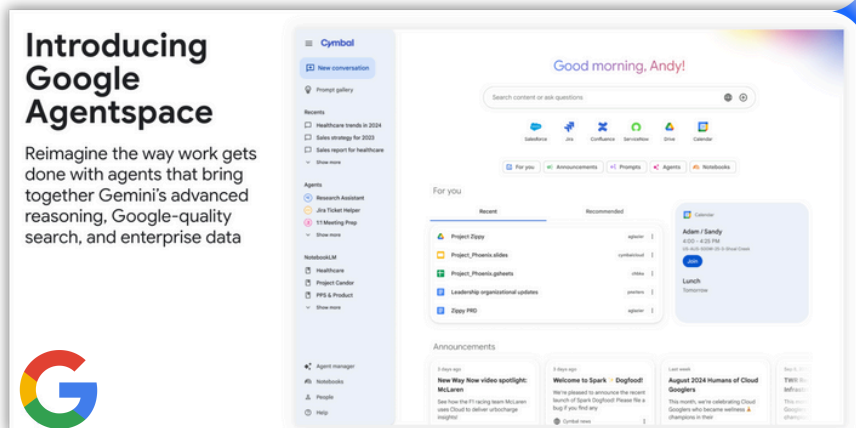 Introducing
Google
Agentspace
Reimagine the way work gets
done with agents that bring
together Gemini's advanced
reasoning, Google-quality
search, and enterprise data
Cymbal
New conversation
Prompt gallery
Recents
Healthcare trends in 2024
Sales strategy for 2023
Sales report for healthcare
Show more
Agents
Research Assistant
Jira Ticket Helper
1:1 Meeting Prep
Show more
NotebookLM
Healthcare
Project Condor
PPS & Product
Show more
Agent manager
Notebooks
People
Help
Good morning, Andy!
Search content or ask questions
Salesforce Jira Confluence ServiceNow Drive Calendar
For you Announcements Prompts Agents Notebooks
For you
Recent Recommended
Project Zippy aglazier
Project_Phoenix.slides cymbalcloud
Project_Phoenix.gsheets
Leadership organizational updates
Zippy PRD aglazier
Calendar
Adam / Sandy
4:00 – 4:25 PM
Join
Lunch
Tomorrow
Announcements
3 days ago
New Way Now video spotlight:
McLaren
See how the F1 racing team McLaren
uses Cloud to deliver turbocharge
insights!
3 days ago
Welcome to Spark ✨ Dogfood!
We're pleased to announce the recent
launch of Spark Dogfood! Please file a
bug if you find any
Cymbal news
Last week
August 2024 Humans of Cloud
Googlers
This month, we're celebrating Cloud
Googlers who became wellness
champions in their